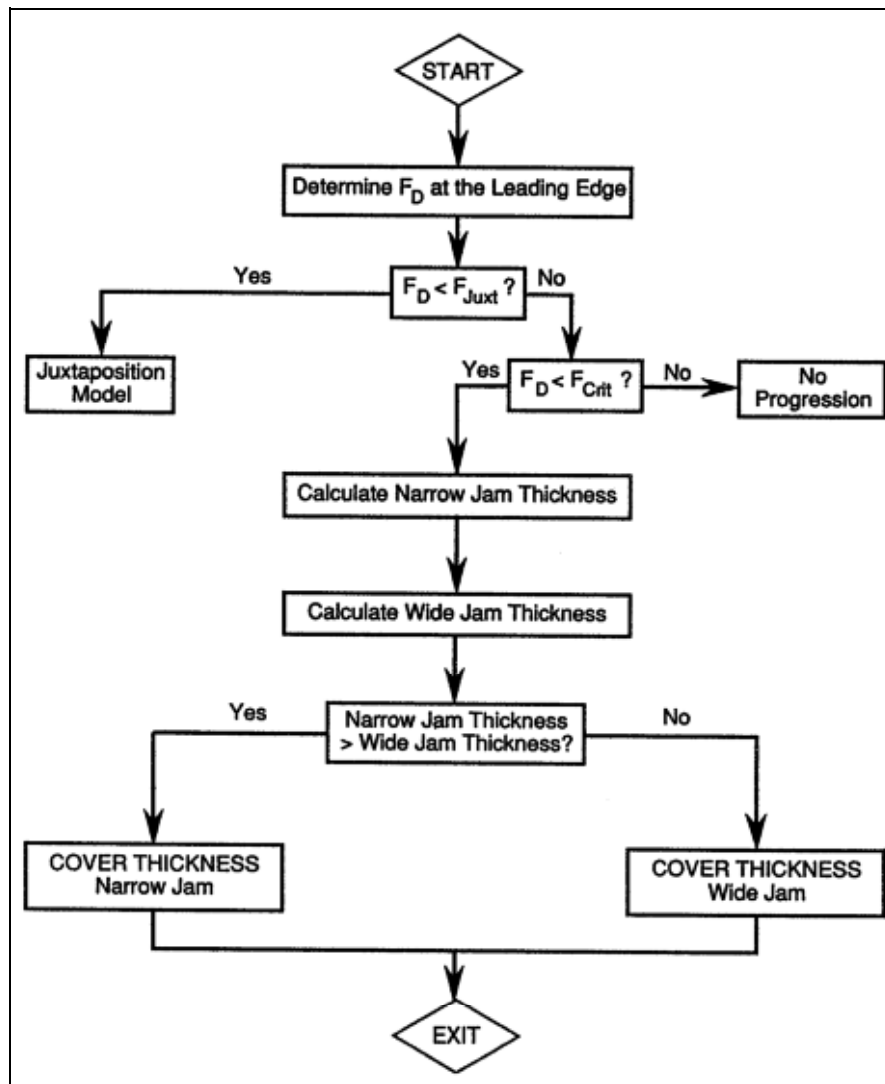 START
Determine F_D at the Leading Edge
Yes
F_D < F_Juxt ?
No
Juxtaposition
Model
Yes
F_D < F_Crit ?
No
No
Progression
Calculate Narrow Jam Thickness
Calculate Wide Jam Thickness
Yes
Narrow Jam Thickness
> Wide Jam Thickness?
No
COVER THICKNESS
Narrow Jam
COVER THICKNESS
Wide Jam
EXIT